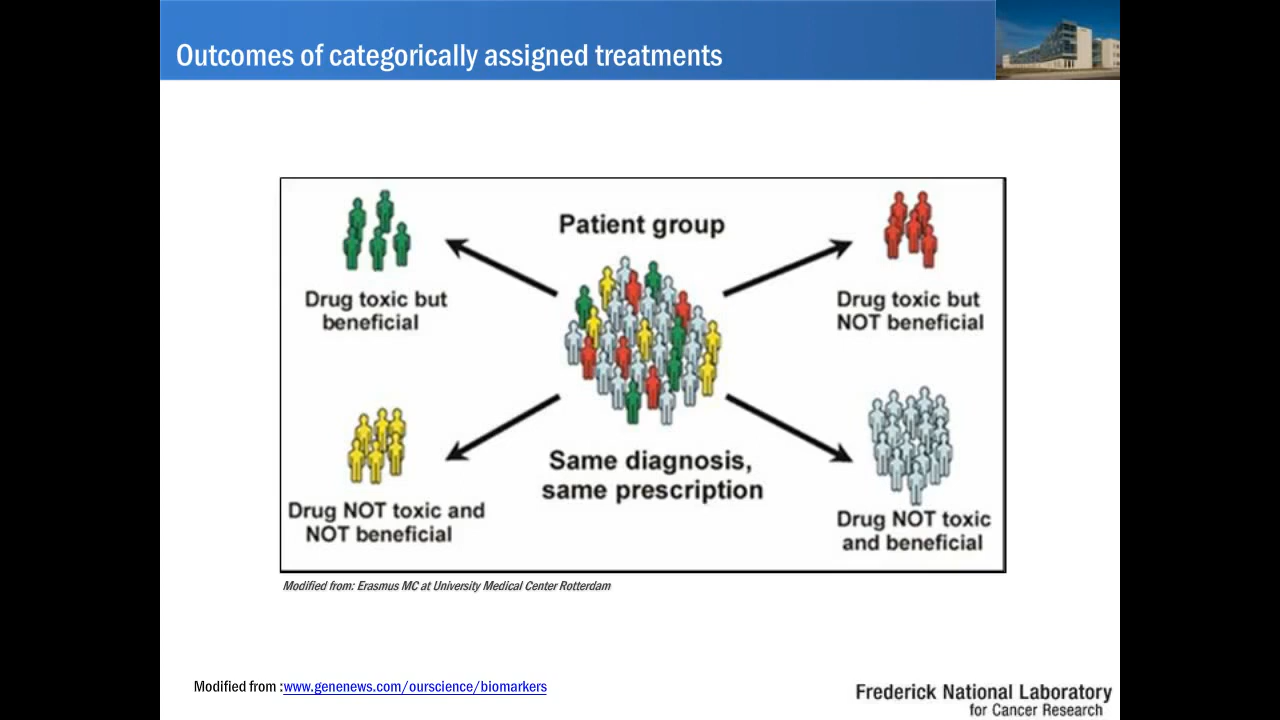 Outcomes of categorically assigned treatments
Patient group
Drug toxic but
beneficial
Drug toxic but
NOT beneficial
Same diagnosis,
same prescription
Drug NOT toxic and
NOT beneficial
Drug NOT toxic
and beneficial
Modified from: Erasmus MC at University Medical Center Rotterdam
Modified from :www.genenews.com/ourscience/biomarkers
Frederick National Laboratory
for Cancer Research